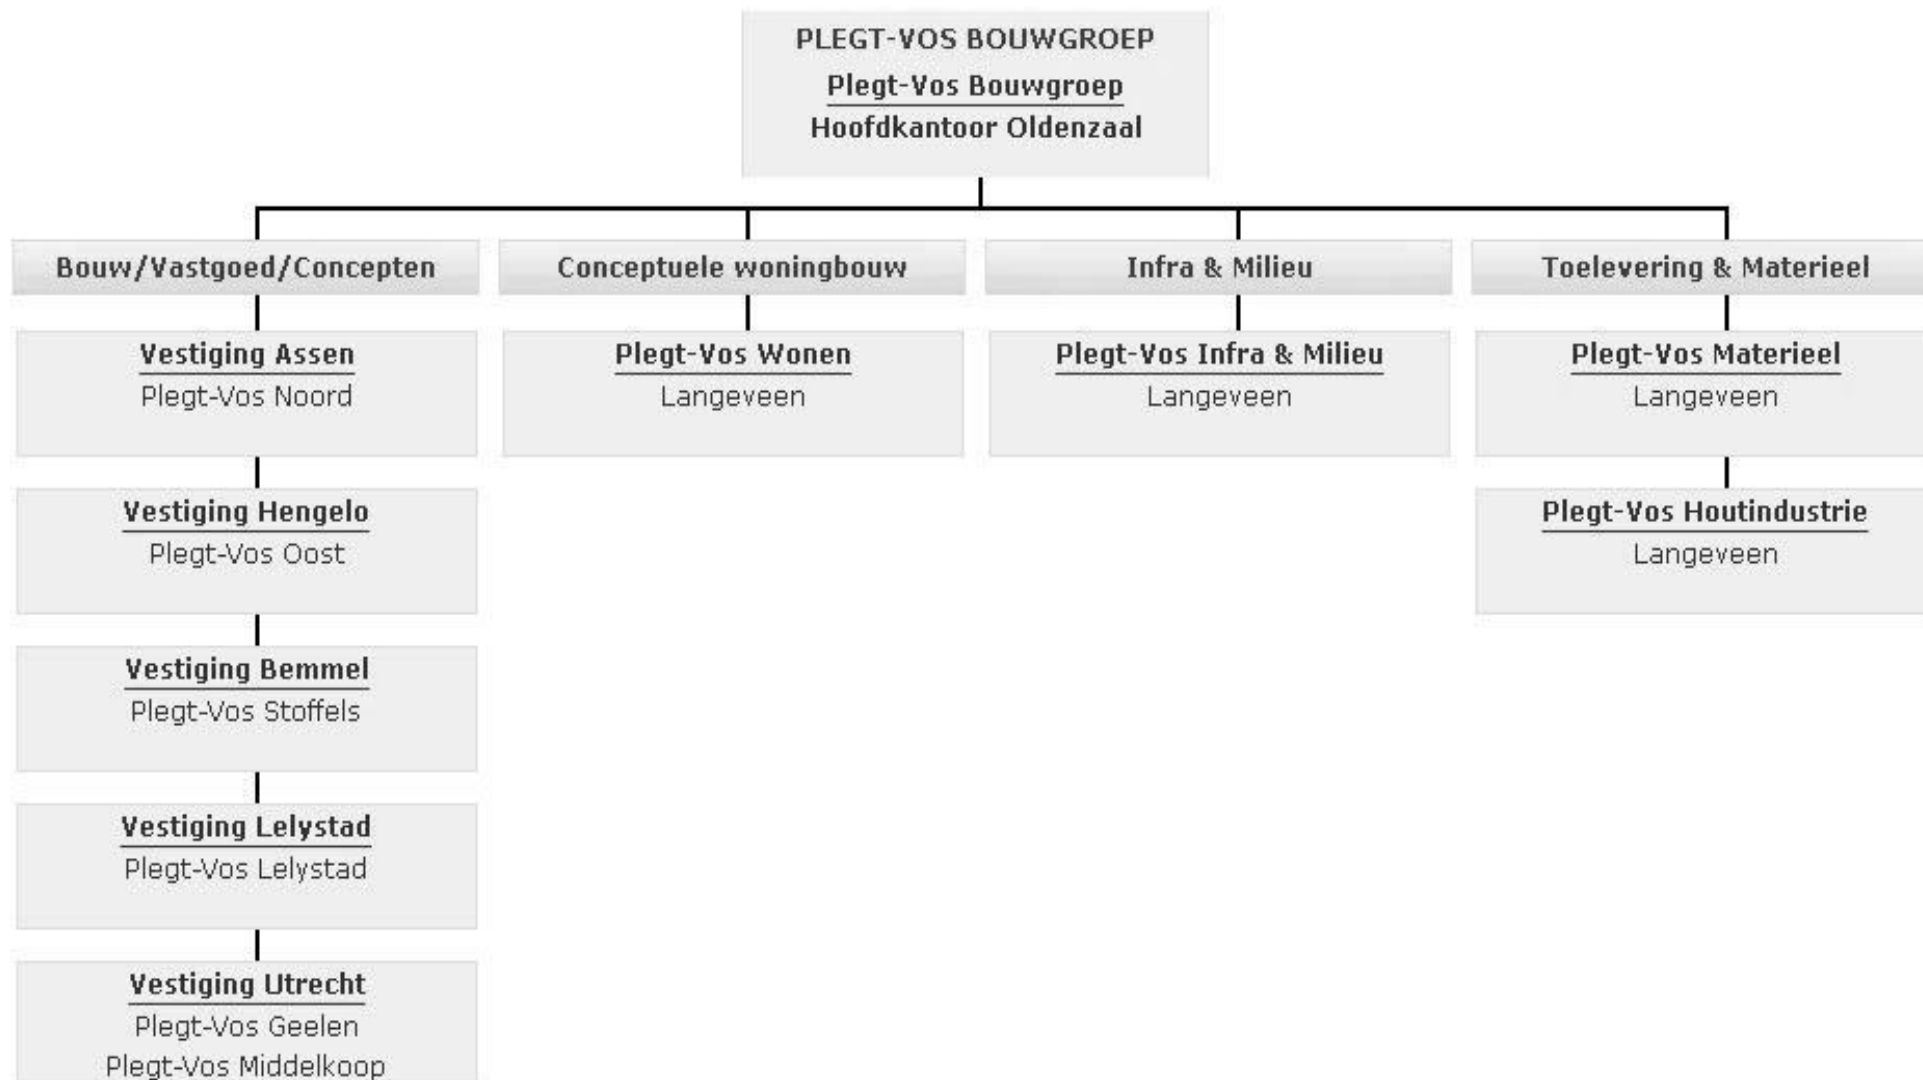 PLEGT-VOS BOUWGROEP
Plegt-Vos Bouwgroep
Hoofdkantoor Oldenzaal
Bouw/Vastgoed/Concepten
Conceptuele woningbouw
Infra & Milieu
Toelevering & Materieel
Vestiging Assen
Plegt-Vos Noord
Plegt-Vos Wonen
Langeveen
Plegt-Vos Infra & Milieu
Langeveen
Plegt-Vos Materieel
Langeveen
Vestiging Hengelo
Plegt-Vos Oost
Plegt-Vos Houtindustrie
Langeveen
Vestiging Bemmel
Plegt-Vos Stoffels
Vestiging Lelystad
Plegt-Vos Lelystad
Vestiging Utrecht
Plegt-Vos Geelen
Plegt-Vos Middelkoop